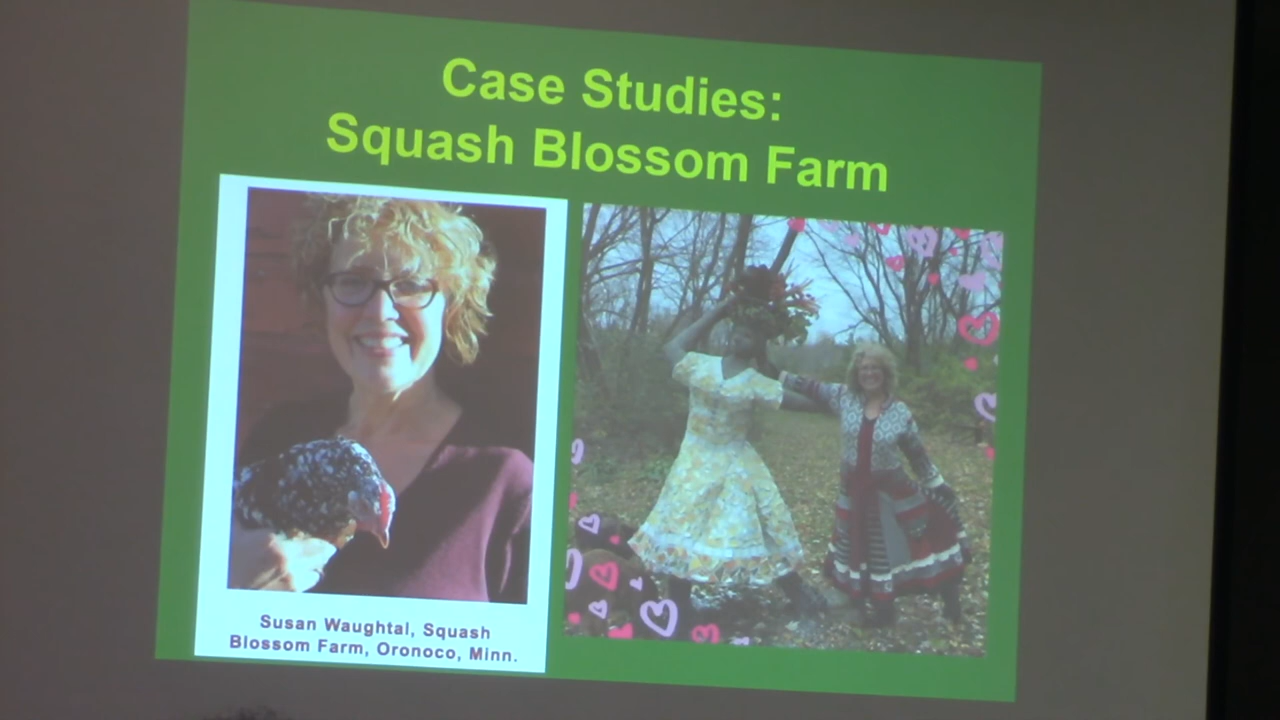 Case Studies:
Squash Blossom Farm
Susan Waughtal, Squash
Blossom Farm, Oronoco, Minn.